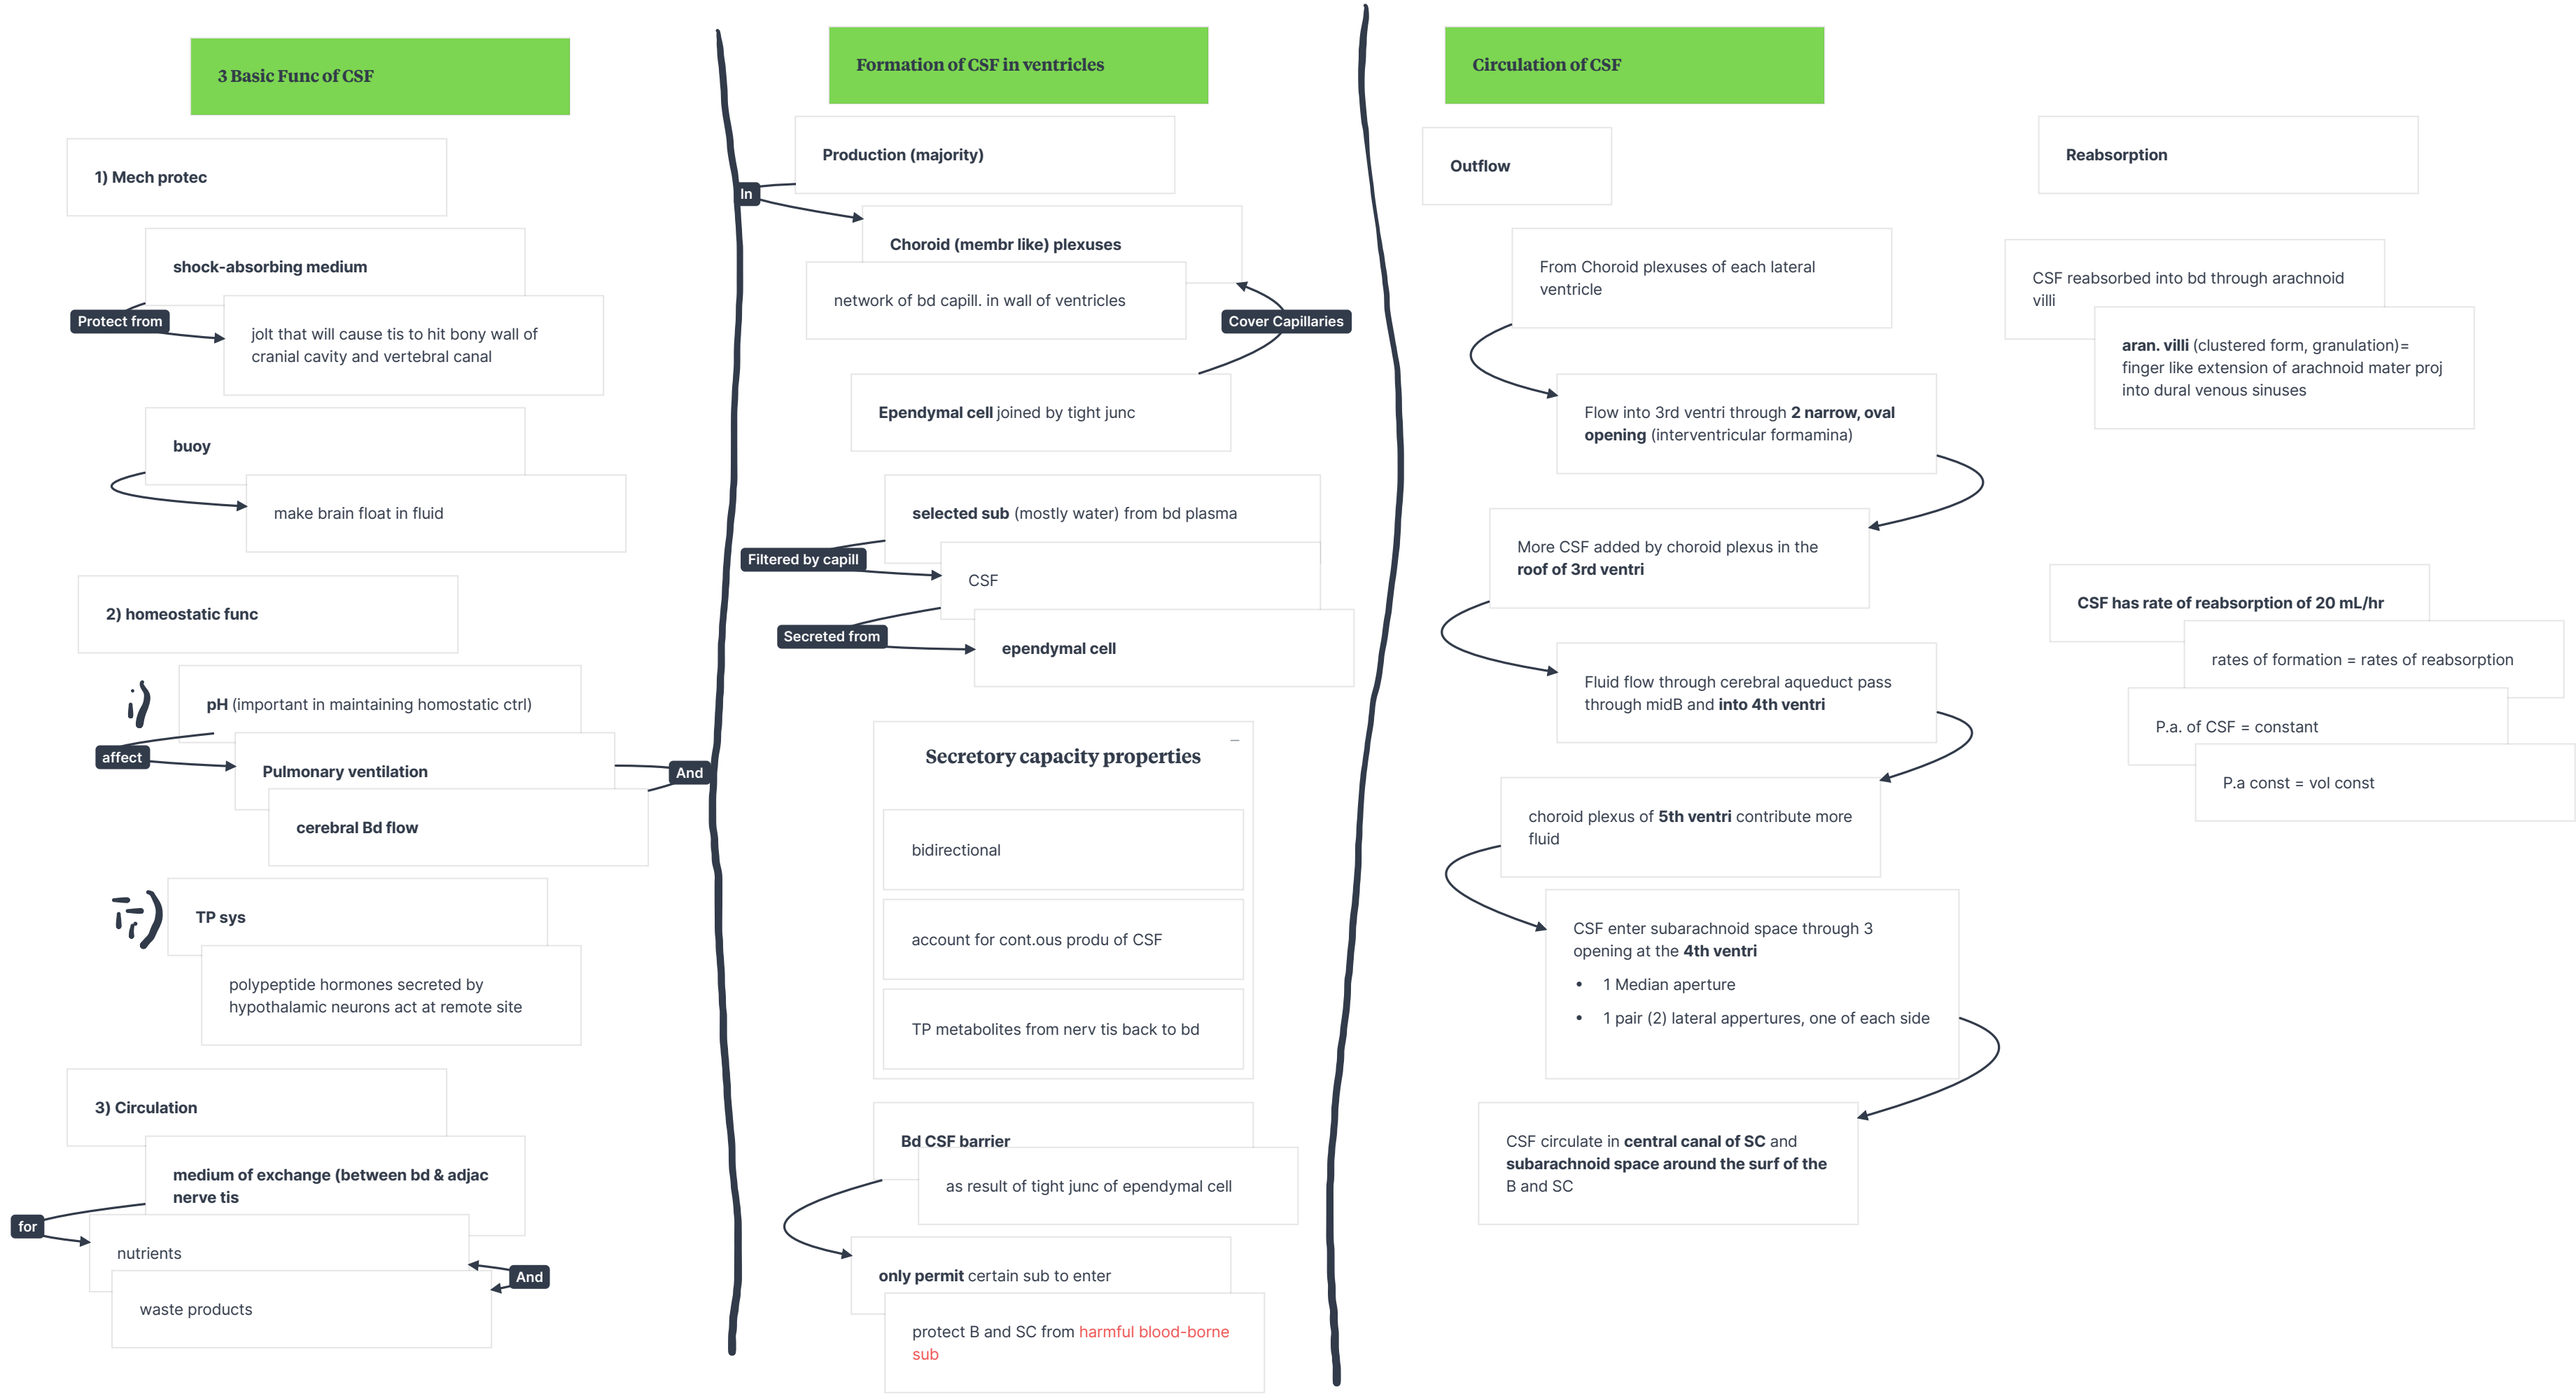 3 Basic Func of CSF
1) Mech protec
shock-absorbing medium
Protect from
jolt that will cause tis to hit bony wall of
cranial cavity and vertebral canal
buoy
make brain float in fluid
2) homeostatic func
i)
pH (important in maintaining homostatic ctrl)
affect
Pulmonary ventilation
And
cerebral Bd flow
ii)
TP sys
polypeptide hormones secreted by
hypothalamic neurons act at remote site
3) Circulation
medium of exchange (between bd & adjac
nerve tis
for
nutrients
And
waste products
Formation of CSF in ventricles
Production (majority)
In
Choroid (membr like) plexuses
network of bd capill. in wall of ventricles
Cover Capillaries
Ependymal cell joined by tight junc
selected sub (mostly water) from bd plasma
Filtered by capill
CSF
Secreted from
ependymal cell
Secretory capacity properties
bidirectional
account for cont.ous produ of CSF
TP metabolites from nerv tis back to bd
Bd CSF barrier
as result of tight junc of ependymal cell
only permit certain sub to enter
protect B and SC from harmful blood-borne
sub
Circulation of CSF
Outflow
From Choroid plexuses of each lateral
ventricle
Flow into 3rd ventri through 2 narrow, oval
opening (interventricular formamina)
More CSF added by choroid plexus in the
roof of 3rd ventri
Fluid flow through cerebral aqueduct pass
through midB and into 4th ventri
choroid plexus of 5th ventri contribute more
fluid
CSF enter subarachnoid space through 3
opening at the 4th ventri
• 1 Median aperture
• 1 pair (2) lateral appertures, one of each side
CSF circulate in central canal of SC and
subarachnoid space around the surf of the
B and SC
Reabsorption
CSF reabsorbed into bd through arachnoid
villi
aran. villi (clustered form, granulation)=
finger like extension of arachnoid mater proj
into dural venous sinuses
CSF has rate of reabsorption of 20 mL/hr
rates of formation = rates of reabsorption
P.a. of CSF = constant
P.a const = vol const